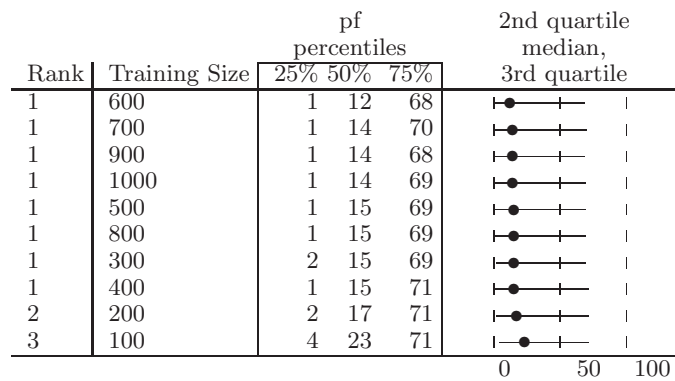 pf 2nd quartile
percentiles median,
Rank Training Size 25% 50% 75% 3rd quartile
1 600 1 12 68
1 700 1 14 70
1 900 1 14 68
1 1000 1 14 69
1 500 1 15 69
1 800 1 15 69
1 300 2 15 69
1 400 1 15 71
2 200 2 17 71
3 100 4 23 71
0 50 100